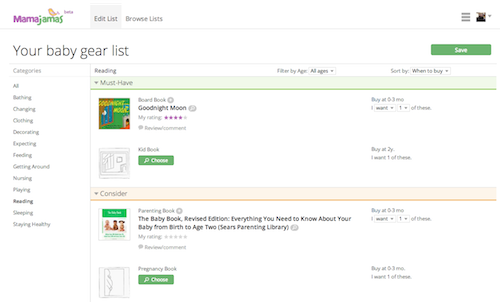 Mamajamas beta
Edit List Browse Lists
Your baby gear list
Save
Categories
Reading
Filter by Age: All ages
Sort by: When to buy
All
Bathing
Changing
Clothing
Decorating
Expecting
Feeding
Getting Around
Nursing
Playing
Reading
Sleeping
Staying Healthy
Must-Have
GOODNIGHT MOON
Board Book
Goodnight Moon
My rating:
Review/comment
Buy at 0-3 mo
I want 1 of these.
Kid Book
Choose
Buy at 2y.
I want 1 of these.
Consider
Parenting Book
The Baby Book, Revised Edition: Everything You Need to Know About Your
Baby from Birth to Age Two (Sears Parenting Library)
My rating:
Review/comment
Buy at 0-3 mo
I want 1 of these.
Pregnancy Book
Choose
Buy at 0-3 mo.
I want 1 of these.